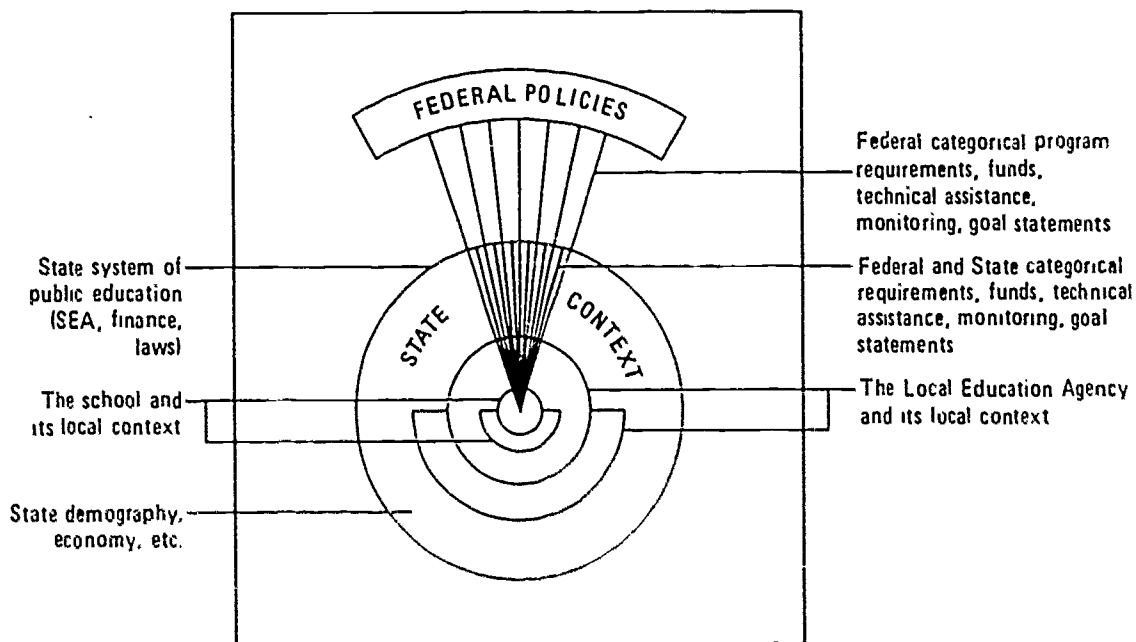 FEDERAL POLICIES
Federal categorical program
requirements, funds,
technical assistance,
monitoring, goal statements
State system of
public education
(SEA, finance,
laws)
Federal and State categorical
requirements, funds, technical
assistance, monitoring, goal
statements
STATE CONTEXT
The school and
its local context
The Local Education Agency
and its local context
State demography,
economy, etc.